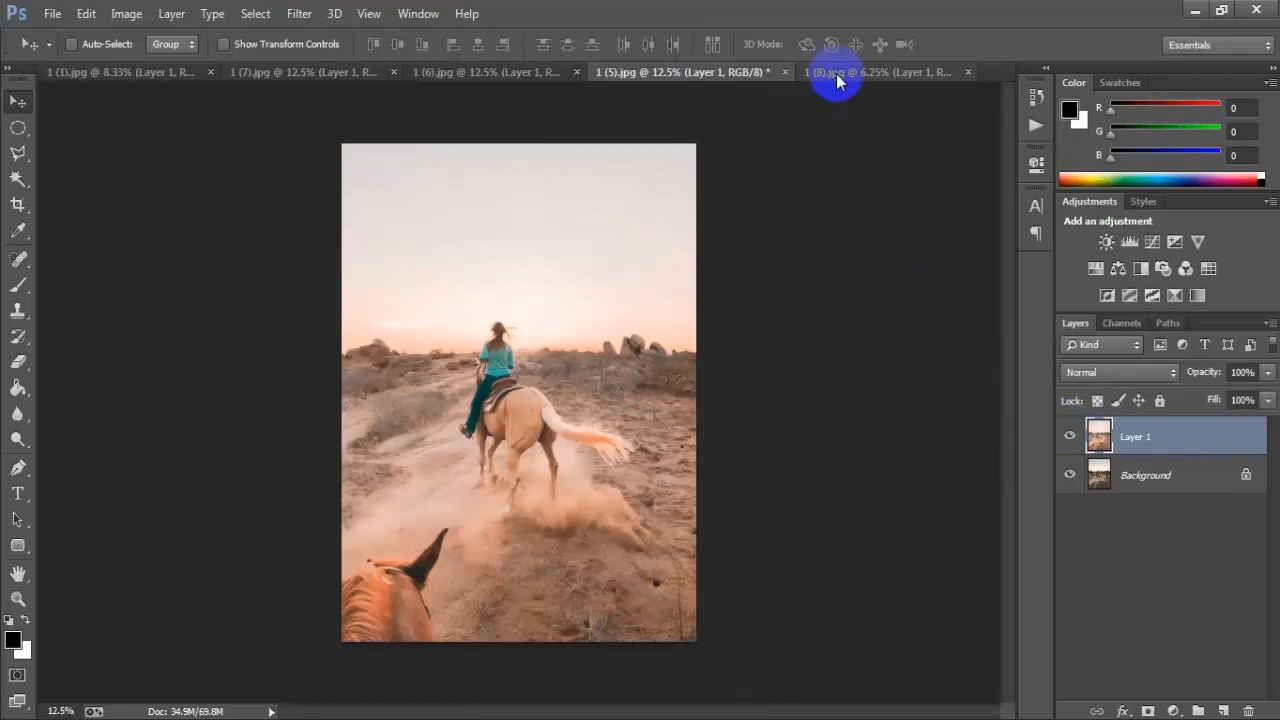 Ps File Edit Image Layer Type Select Filter 3D View Window Help
Auto-Select: Group Show Transform Controls 3D Mode: Essentials
1 (1).jpg @ 8.33% (Layer 1, R... × 1 (7).jpg @ 12.5% (Layer 1, R... × 1 (6).jpg @ 12.5% (Layer 1, R... × 1 (5).jpg @ 12.5% (Layer 1, RGB/8) * × 1 (8).jpg @ 6.25% (Layer 1, R... ×
Color Swatches
R 0
G 0
B 0
Adjustments Styles
Add an adjustment
Layers Channels Paths
Kind
Normal Opacity: 100%
Lock: Fill: 100%
Layer 1
Background
12.5% Doc: 34.9M/69.8M